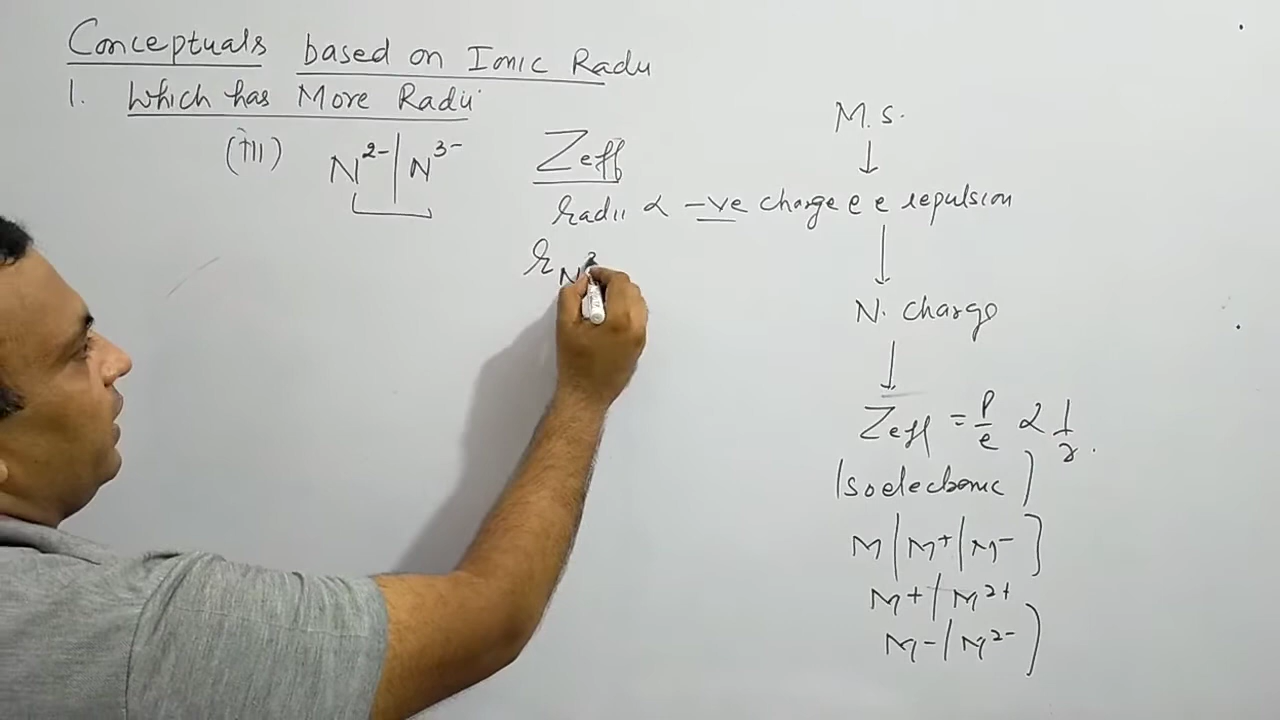 Conceptuals based on Ionic Radii
1. Which has More Radii
(iii) N²⁻ | N³⁻
Zeff
radii ∝ -ve charge e e repulsion
r N
M. S.
↓
↓
N. charge
↓
Zeff = P/e ∝ 1/r.
Isoelectronic )
M | M⁺ | M⁻ ]
M⁺ / M²⁺
M⁻ / M²⁻ )